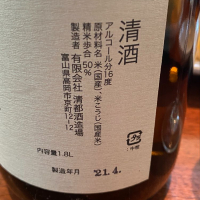 清酒
アルコール分16度
原材料名 米(国産)、米こうじ(国産米)
精米歩合 50%
製造者 有限会社 清都酒造場
富山県高岡市京町12-12
内容量1.8L
製造年月 21.4.